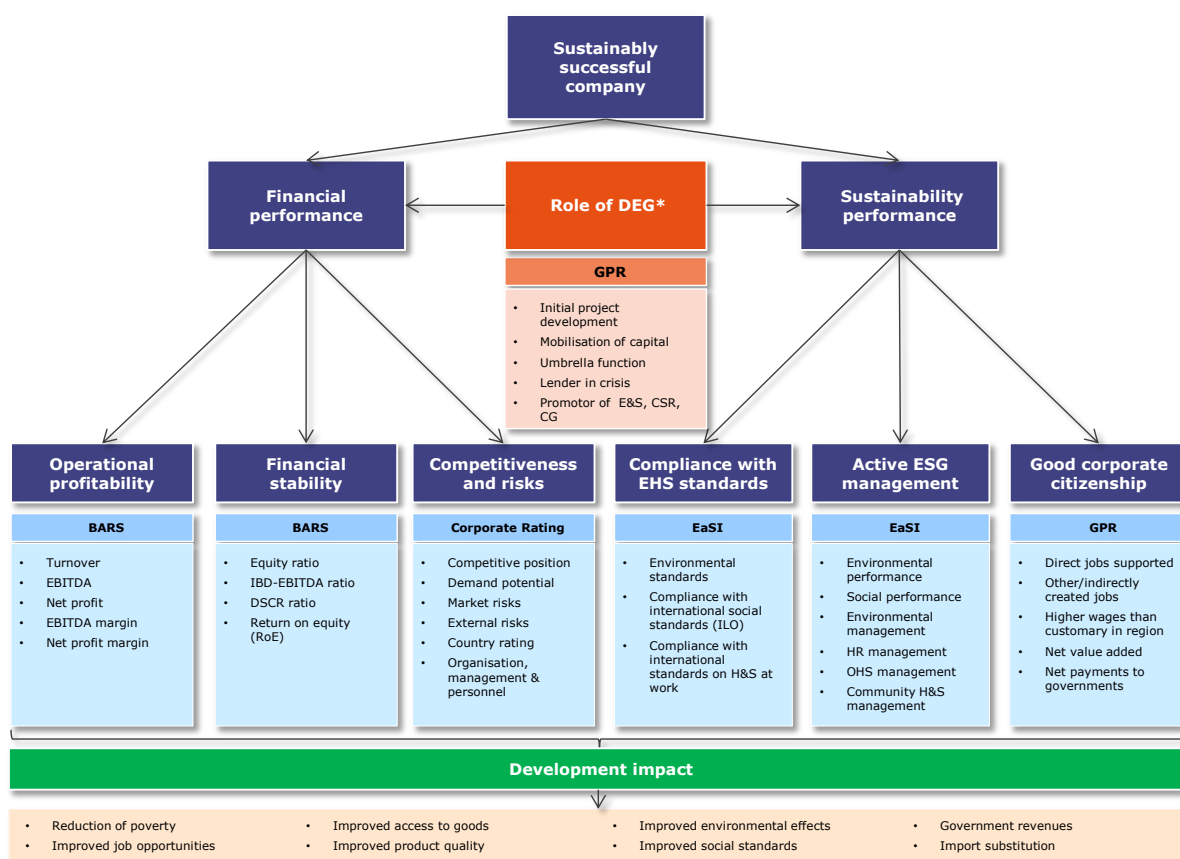 Sustainably
successful
company
Financial
performance
Role of DEG*
Sustainability
performance
GPR
• Initial project
development
• Mobilisation of capital
• Umbrella function
• Lender in crisis
• Promotor of E&S, CSR,
CG
Operational
profitability
Financial
stability
Competitiveness
and risks
Compliance with
EHS standards
Active ESG
management
Good corporate
citizenship
BARS
• Turnover
• EBITDA
• Net profit
• EBITDA margin
• Net profit margin
BARS
• Equity ratio
• IBD-EBITDA ratio
• DSCR ratio
• Return on equity
(RoE)
Corporate Rating
• Competitive position
• Demand potential
• Market risks
• External risks
• Country rating
• Organisation,
management &
personnel
EaSI
• Environmental
standards
• Compliance with
international social
standards (ILO)
• Compliance with
international
standards on H&S at
work
EaSI
• Environmental
performance
• Social performance
• Environmental
management
• HR management
• OHS management
• Community H&S
management
GPR
• Direct jobs supported
• Other/indirectly
created jobs
• Higher wages than
customary in region
• Net value added
• Net payments to
governments
Development impact
• Reduction of poverty
• Improved job opportunities
• Improved access to goods
• Improved product quality
• Improved environmental effects
• Improved social standards
• Government revenues
• Import substitution